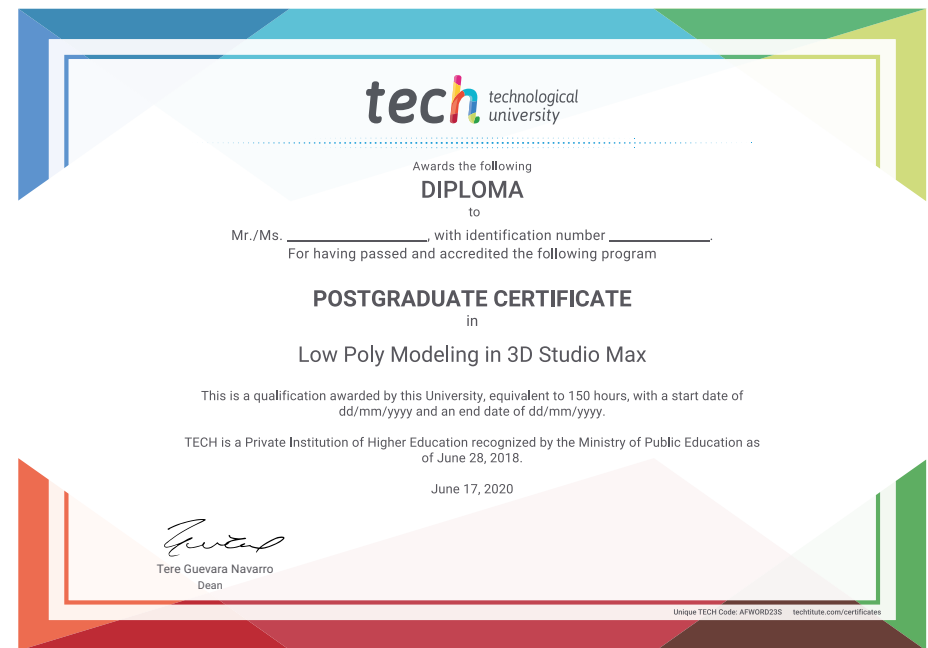 tech technological
university
Awards the following
DIPLOMA
to
Mr./Ms. ____________________, with identification number ______________.
For having passed and accredited the following program
POSTGRADUATE CERTIFICATE
in
Low Poly Modeling in 3D Studio Max
This is a qualification awarded by this University, equivalent to 150 hours, with a start date of
dd/mm/yyyy and an end date of dd/mm/yyyy.
TECH is a Private Institution of Higher Education recognized by the Ministry of Public Education as
of June 28, 2018.
June 17, 2020
Tere Guevara Navarro
Dean
Unique TECH Code: AFWORD23S techtitute.com/certificates